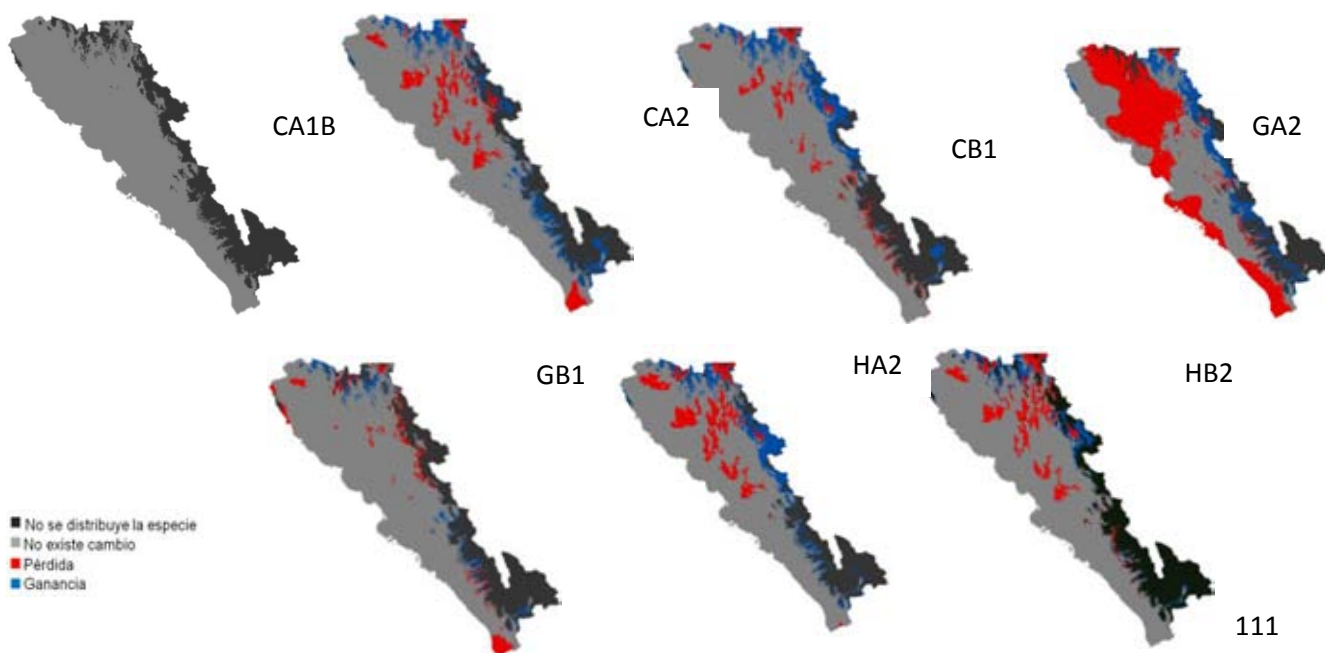 CA1B
CA2
CB1
GA2
GB1
HA2
HB2
No se distribuye la especie
No existe cambio
Pérdida
Ganancia
111